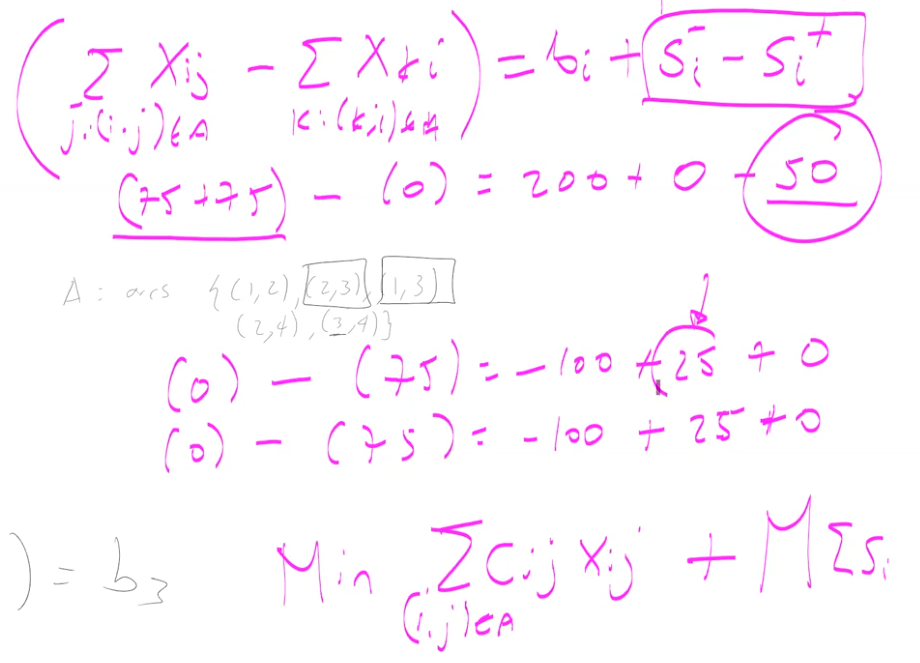 ( ∑ Xij - ∑ Xki ) = bi + Si⁻ - Si⁺
j:(i,j)∈A k:(k,i)∈A
(75+75) - (0) = 200 + 0 - 50
A: arcs {(1,2), (2,3), (1,3)
(2,4), (3,4)}
(0) - (75) = -100 + 25 + 0
(0) - (75) = -100 + 25 + 0
) = b₃
Min ∑ Cij Xij + M ∑Si
(i,j)∈A